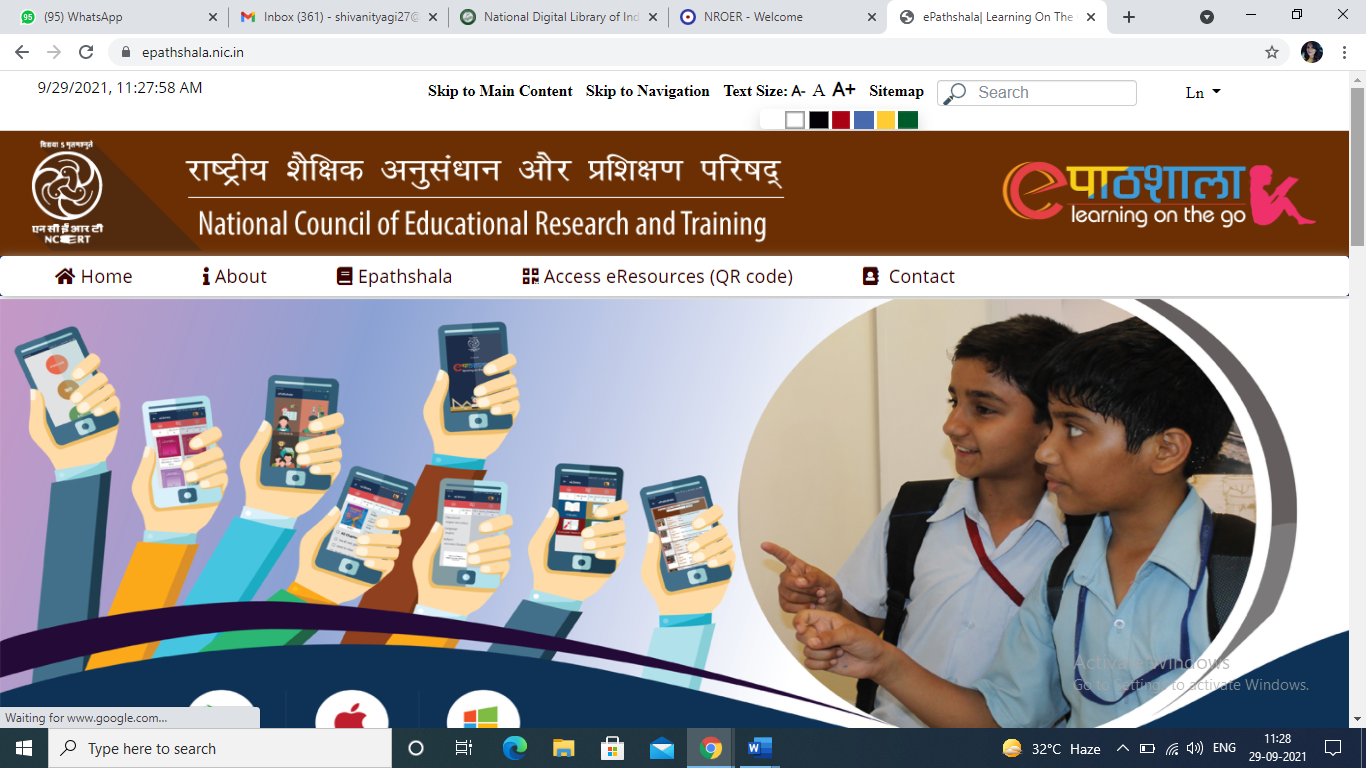 (95) WhatsApp
Inbox (361) - shivanityagi27@
National Digital Library of Ind
NROER - Welcome
ePathshala| Learning On The
epathshala.nic.in
9/29/2021, 11:27:58 AM
Skip to Main Content Skip to Navigation Text Size: A- A A+ Sitemap
Search
Ln
विद्यया ऽ मृतमश्नुते
एन सी ई आर टी
NCERT
राष्ट्रीय शैक्षिक अनुसंधान और प्रशिक्षण परिषद्
National Council of Educational Research and Training
eपाठशाला
learning on the go
Home
About
Epathshala
Access eResources (QR code)
Contact
Activate Windows
Go to Settings to activate Windows.
Waiting for www.google.com...
Type here to search
32°C Haze
ENG
11:28
29-09-2021